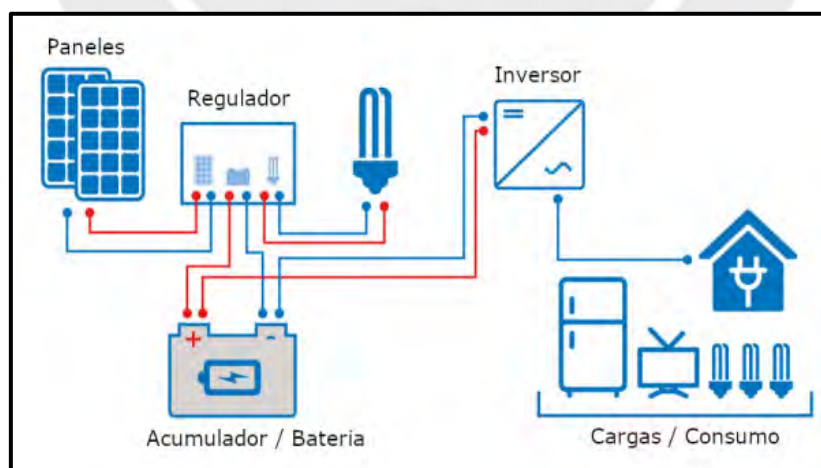 Paneles
Regulador
Inversor
+
-
Acumulador / Bateria
Cargas / Consumo